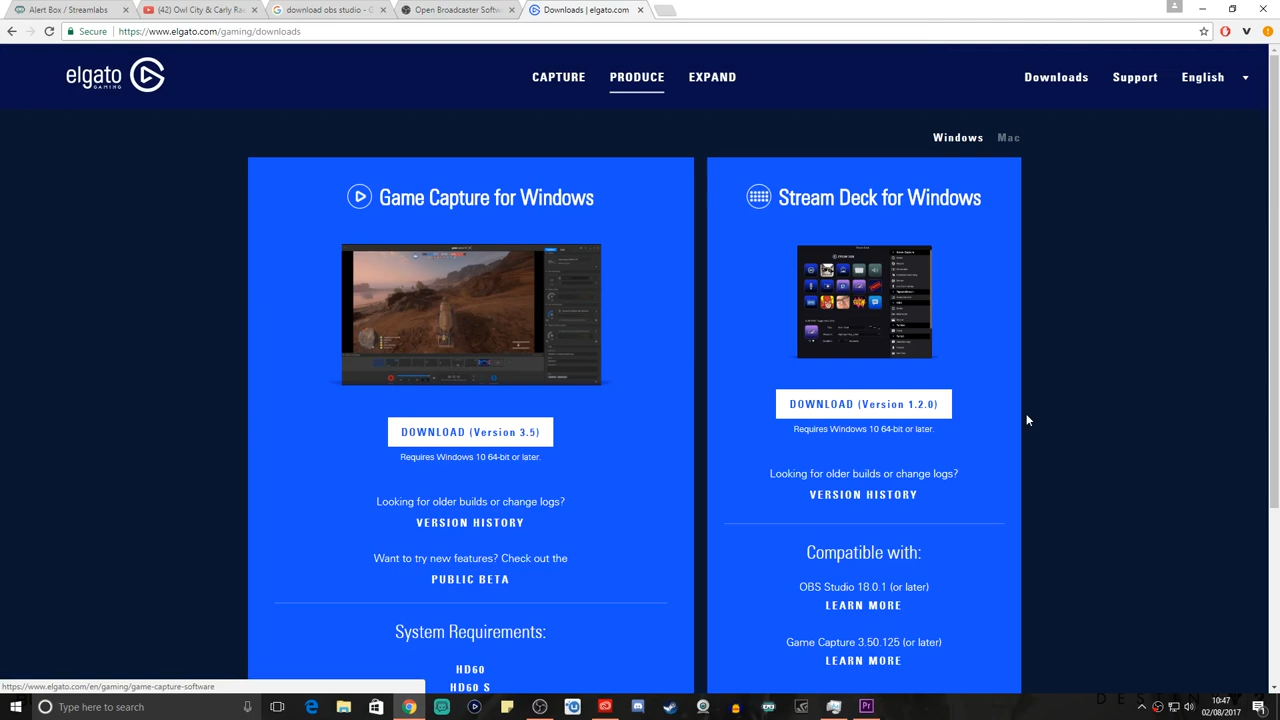 Alert Box / Streamlabs
(42) Owl City & Carly Rae
download obs studio - G
Open Broadcaster Softw
Downloads | elgato.com
Secure
https://www.elgato.com/gaming/downloads
elgato
GAMING
CAPTURE
PRODUCE
EXPAND
Downloads
Support
English
Windows
Mac
Game Capture for Windows
DOWNLOAD (Version 3.5)
Requires Windows 10 64-bit or later.
Looking for older builds or change logs?
VERSION HISTORY
Want to try new features? Check out the
PUBLIC BETA
System Requirements:
HD60
HD60 S
Stream Deck for Windows
DOWNLOAD (Version 1.2.0)
Requires Windows 10 64-bit or later.
Looking for older builds or change logs?
VERSION HISTORY
Compatible with:
OBS Studio 18.0.1 (or later)
LEARN MORE
Game Capture 3.50.125 (or later)
LEARN MORE
https://www.elgato.com/en/gaming/game-capture-software
Type here to search
10:47
02/08/2017